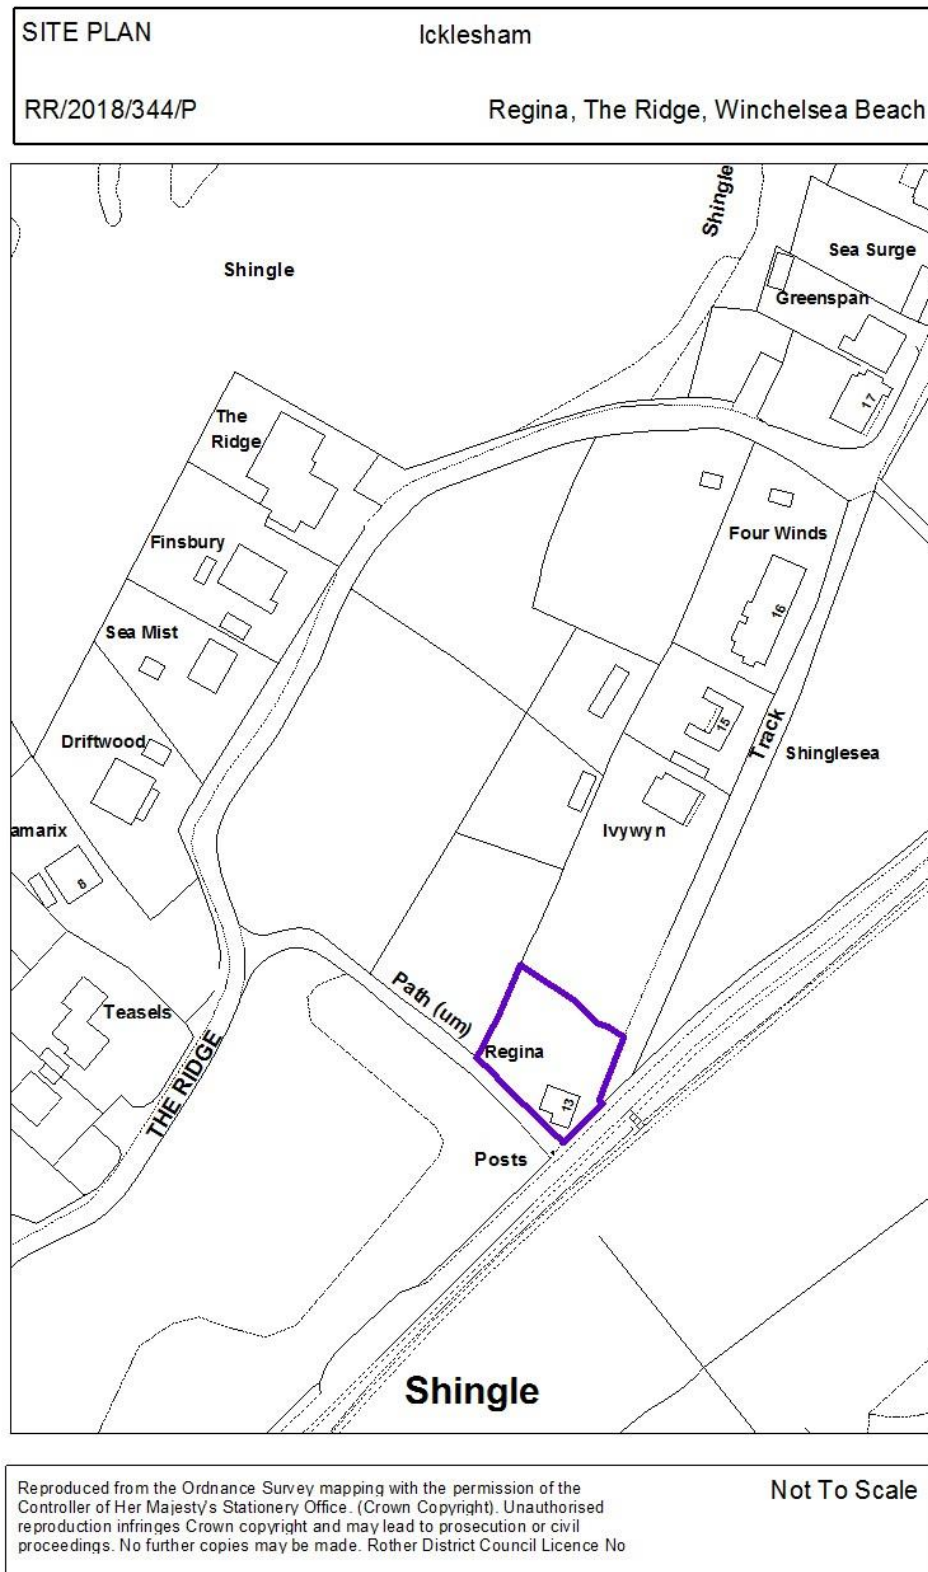 SITE PLAN
Icklesham
RR/2018/344/P
Regina, The Ridge, Winchelsea Beach
Shingle
Shingle
Sea Surge
Greenspan
17
The
Ridge
Finsbury
Four Winds
16
Sea Mist
15
Track
Driftwood
Shinglesea
amarix
Ivywyn
8
Path (um)
Teasels
Regina
THE RIDGE
13
Posts
Shingle
Reproduced from the Ordnance Survey mapping with the permission of the
Controller of Her Majesty's Stationery Office. (Crown Copyright). Unauthorised
reproduction infringes Crown copyright and may lead to prosecution or civil
proceedings. No further copies may be made. Rother District Council Licence No
Not To Scale